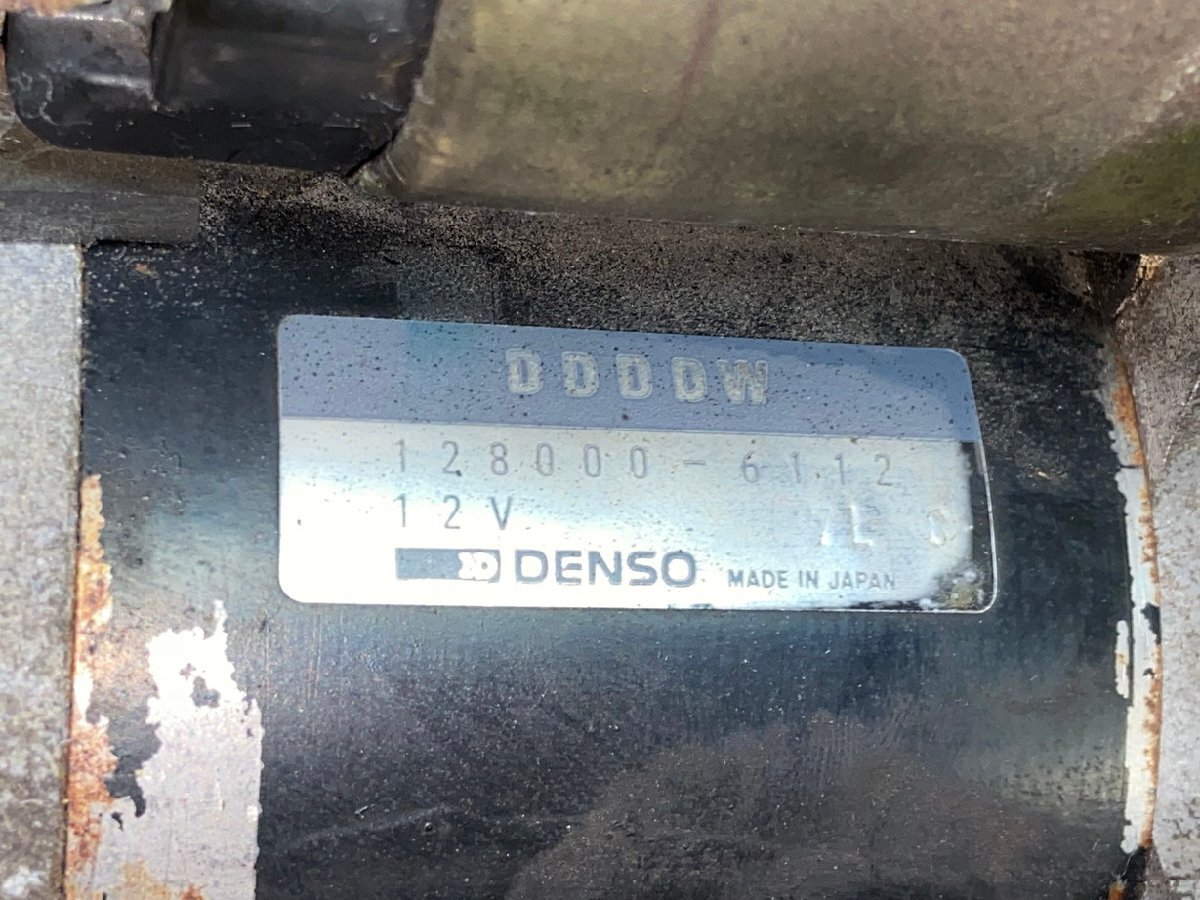 DDDDW
128000-6112
12V
DENSO MADE IN JAPAN